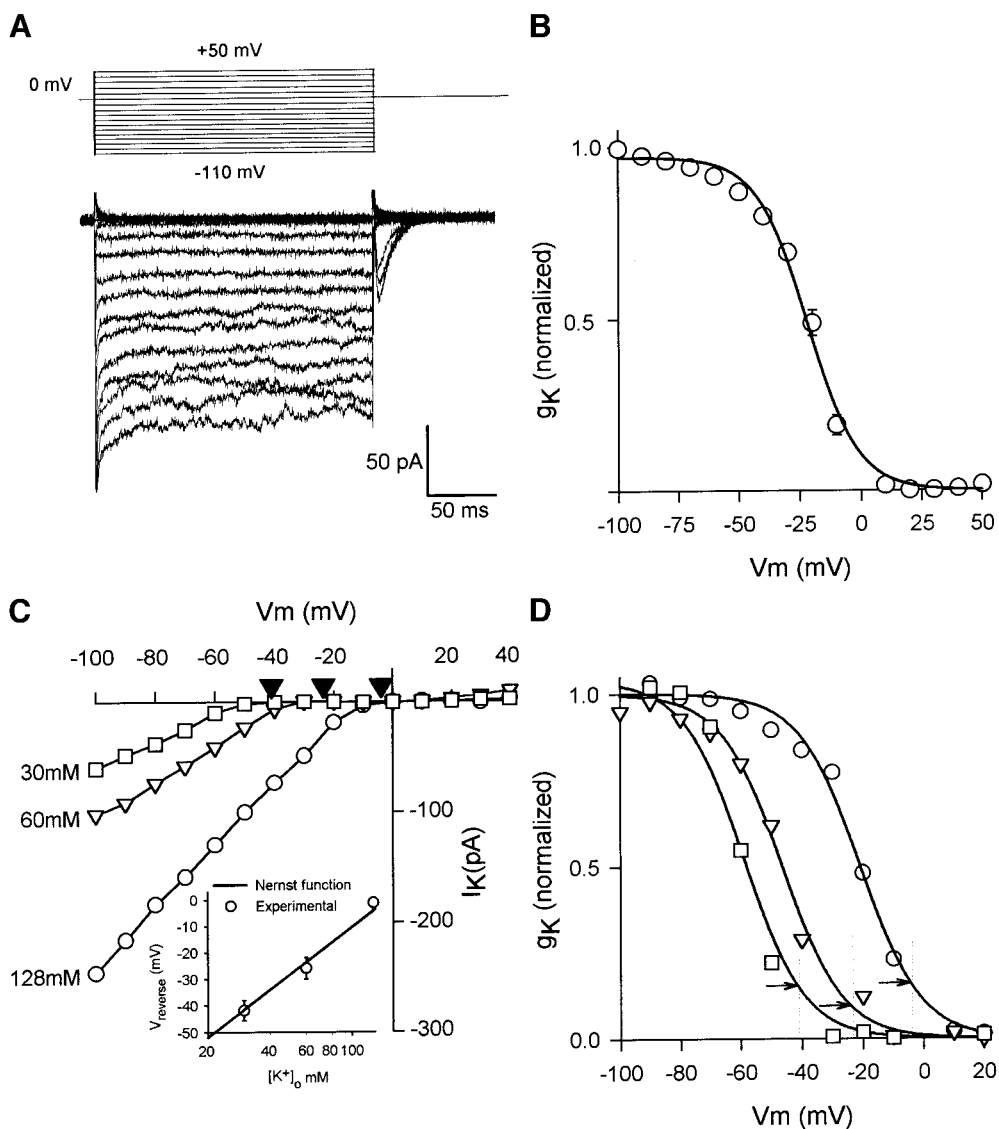 A
+50 mV
0 mV
-110 mV
50 pA
50 ms
B
1.0
0.5
gK (normalized)
-100 -75 -50 -25 0 25 50
Vm (mV)
C
Vm (mV)
-100 -80 -60 -40 -20 20 40
30mM
60mM
128mM
-100
-200
-300
IK(pA)
Nernst function
Experimental
0
-10
-20
-30
-40
-50
Vreverse (mV)
20 40 60 80 100
[K+]o mM
D
1.0
0.5
0.0
gK (normalized)
-100 -80 -60 -40 -20 0 20
Vm (mV)